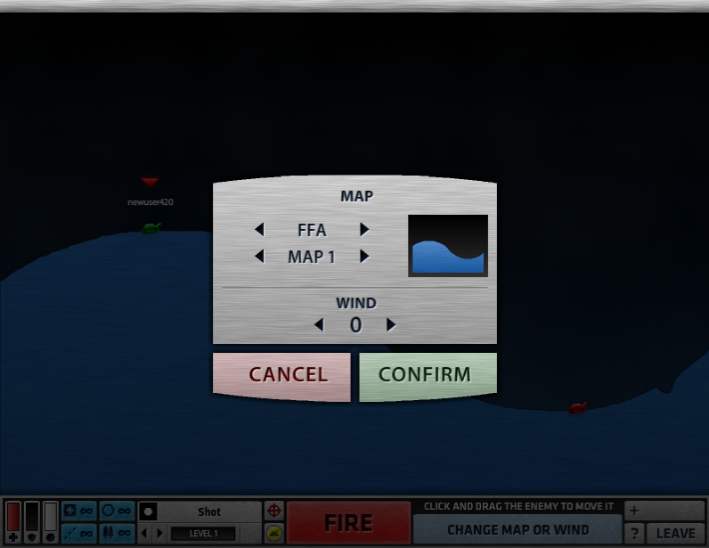 newuser420
MAP
FFA
MAP 1
WIND
0
CANCEL
CONFIRM
Shot
LEVEL 1
FIRE
CLICK AND DRAG THE ENEMY TO MOVE IT
CHANGE MAP OR WIND
+
?
LEAVE